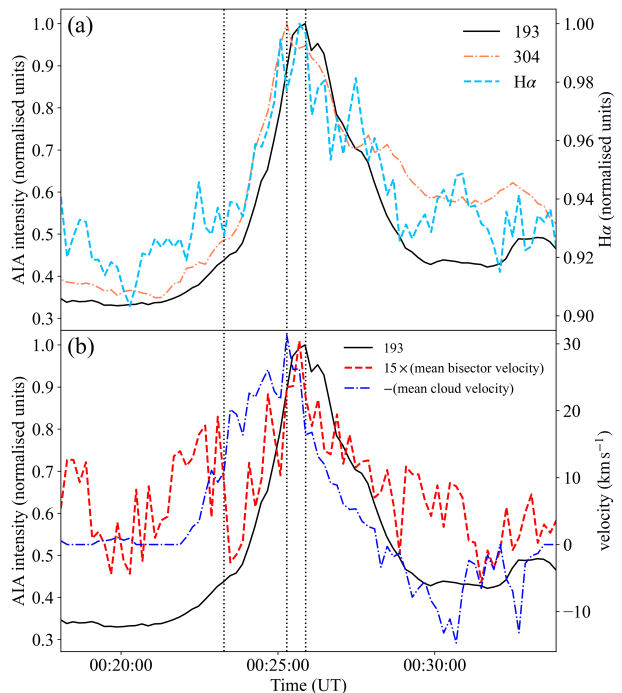 (a)
193
304
Hα
AIA intensity (normalised units)
1.0
0.9
0.8
0.7
0.6
0.5
0.4
0.3
Hα (normalised units)
1.00
0.98
0.96
0.94
0.92
0.90
(b)
193
15×(mean bisector velocity)
−(mean cloud velocity)
AIA intensity (normalised units)
1.0
0.9
0.8
0.7
0.6
0.5
0.4
0.3
velocity (km s⁻¹)
30
20
10
0
−10
00:20:00 00:25:00 00:30:00
Time (UT)